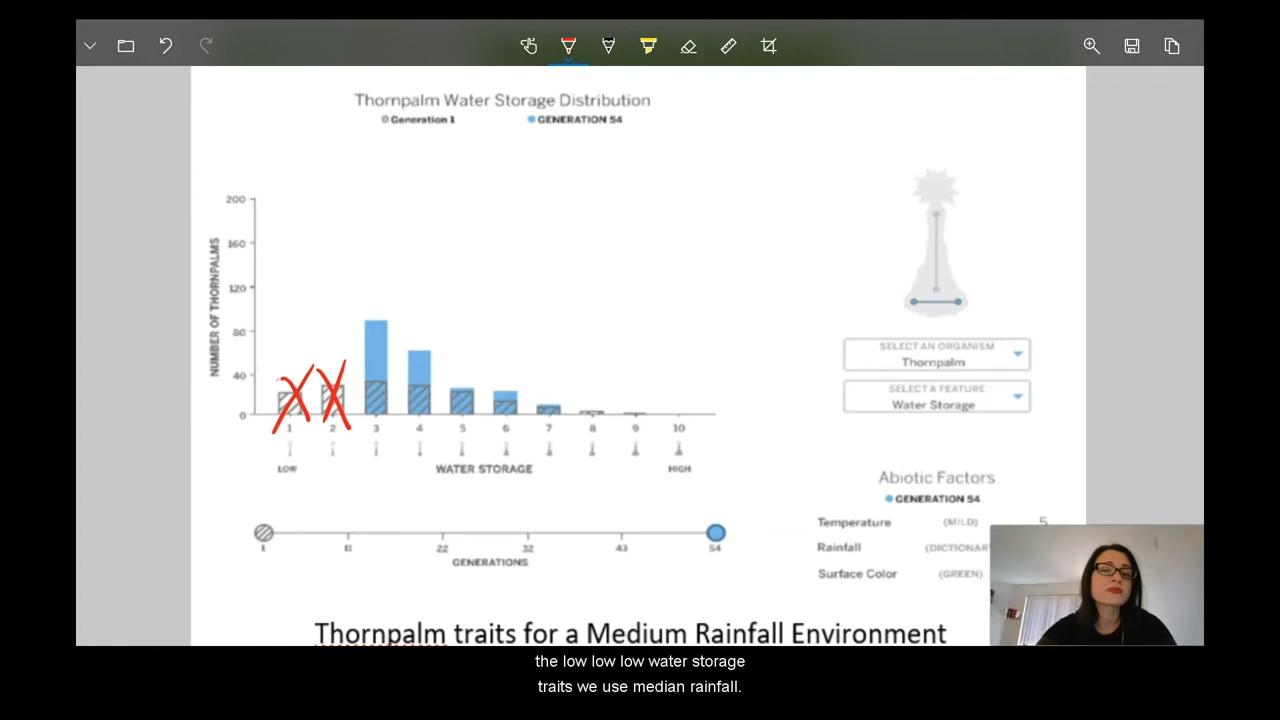 Thornpalm Water Storage Distribution
Generation 1
GENERATION 54
200
160
120
80
40
0
NUMBER OF THORNPALMS
1 2 3 4 5 6 7 8 9 10
LOW WATER STORAGE HIGH
1 11 22 32 43 54
GENERATIONS
SELECT AN ORGANISM
Thornpalm
SELECT A FEATURE
Water Storage
Abiotic Factors
GENERATION 54
Temperature (MILD) 5
Rainfall (DICTIONAR
Surface Color (GREEN)
Thornpalm traits for a Medium Rainfall Environment
the low low low water storage
traits we use median rainfall.